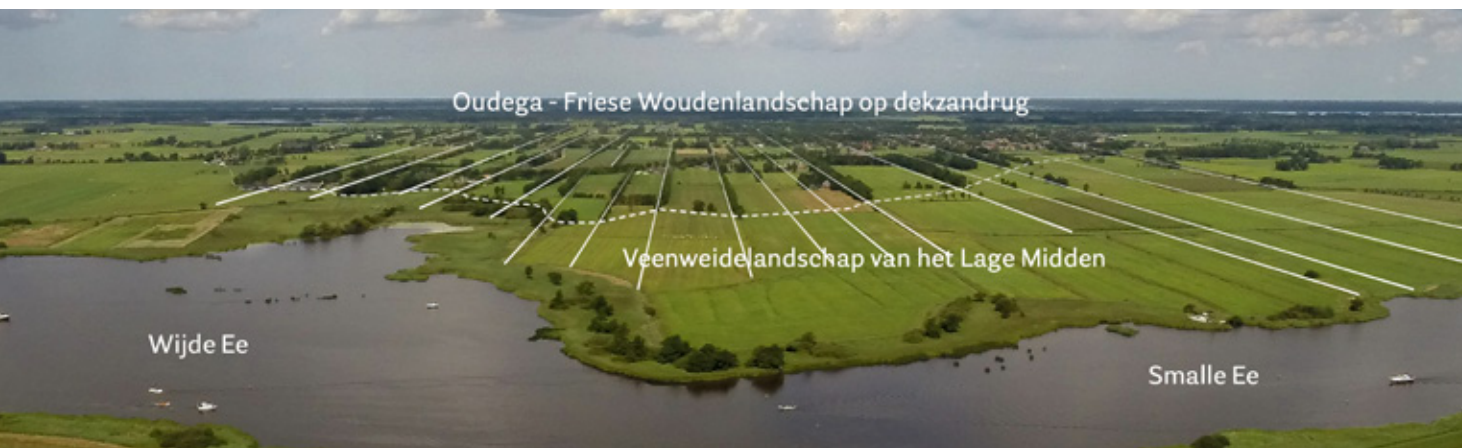 Oudega - Friese Woudenlandschap op dekzandrug
Veenweidelandschap van het Lage Midden
Wijde Ee
Smalle Ee